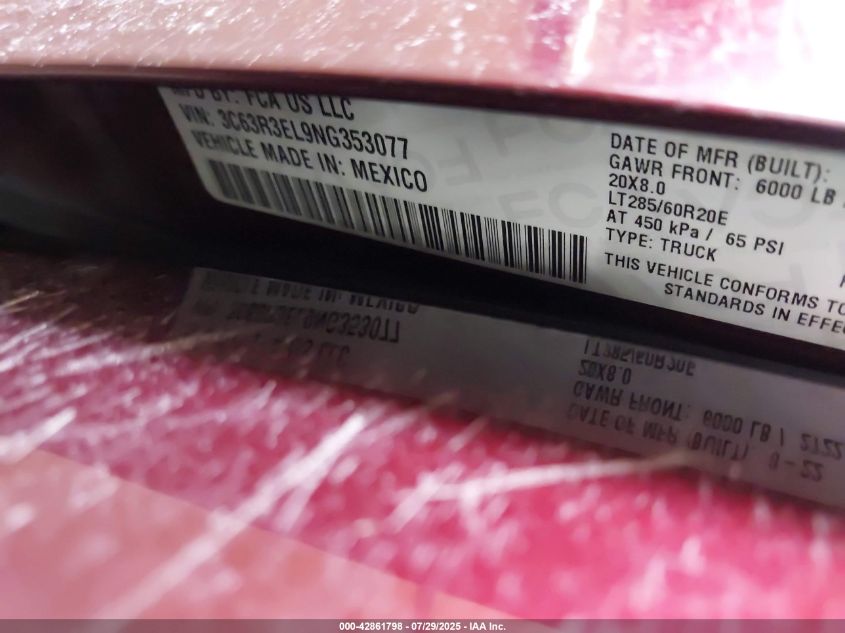 MFD BY: FCA US LLC
VIN: 3C63R3EL9NG353077
VEHICLE MADE IN: MEXICO
DATE OF MFR (BUILT):
GAWR FRONT: 6000 LB
20X8.0
LT285/60R20E
AT 450 kPa / 65 PSI
TYPE: TRUCK
THIS VEHICLE CONFORMS TO
STANDARDS IN EFFE
000-42861798 - 07/29/2025 - IAA Inc.